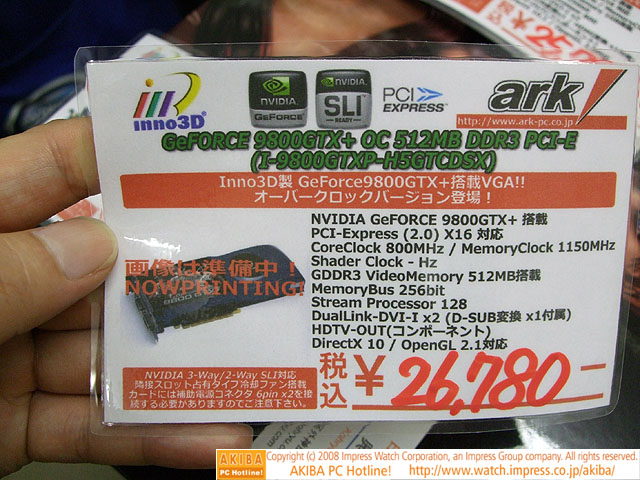 ¥25,7
Inno3D
NVIDIA
GEFORCE
NVIDIA
SLI
READY
PCI
EXPRESS
ark
http://www.ark-pc.co.jp
GeFORCE 9800GTX+ OC 512MB DDR3 PCI-E
(I-9800GTXP-H5GTCDSX)
Inno3D製 GeForce9800GTX+搭載VGA!!
オーバークロックバージョン登場！
NVIDIA GeFORCE 9800GTX+ 搭載
PCI-Express (2.0) X16 対応
CoreClock 800MHz / MemoryClock 1150MHz
Shader Clock - Hz
GDDR3 VideoMemory 512MB搭載
MemoryBus 256bit
Stream Processor 128
DualLink-DVI-I x2 (D-SUB変換 x1付属)
HDTV-OUT(コンポーネント)
DirectX 10 / OpenGL 2.1対応
画像は準備中！
NOWPRINTING!
NVIDIA 3-Way/2-Way SLI対応
隣接スロット占有タイプ冷却ファン搭載
カードには補助電源コネクタ 6pin x2を接
続する必要がありますのでご注意下さい。
税込 ¥26,780-
AKIBA
PC Hotline!
Copyright (c) 2008 Impress Watch Corporation, an Impress Group company. All rights reserved.
AKIBA PC Hotline! http://www.watch.impress.co.jp/akiba/